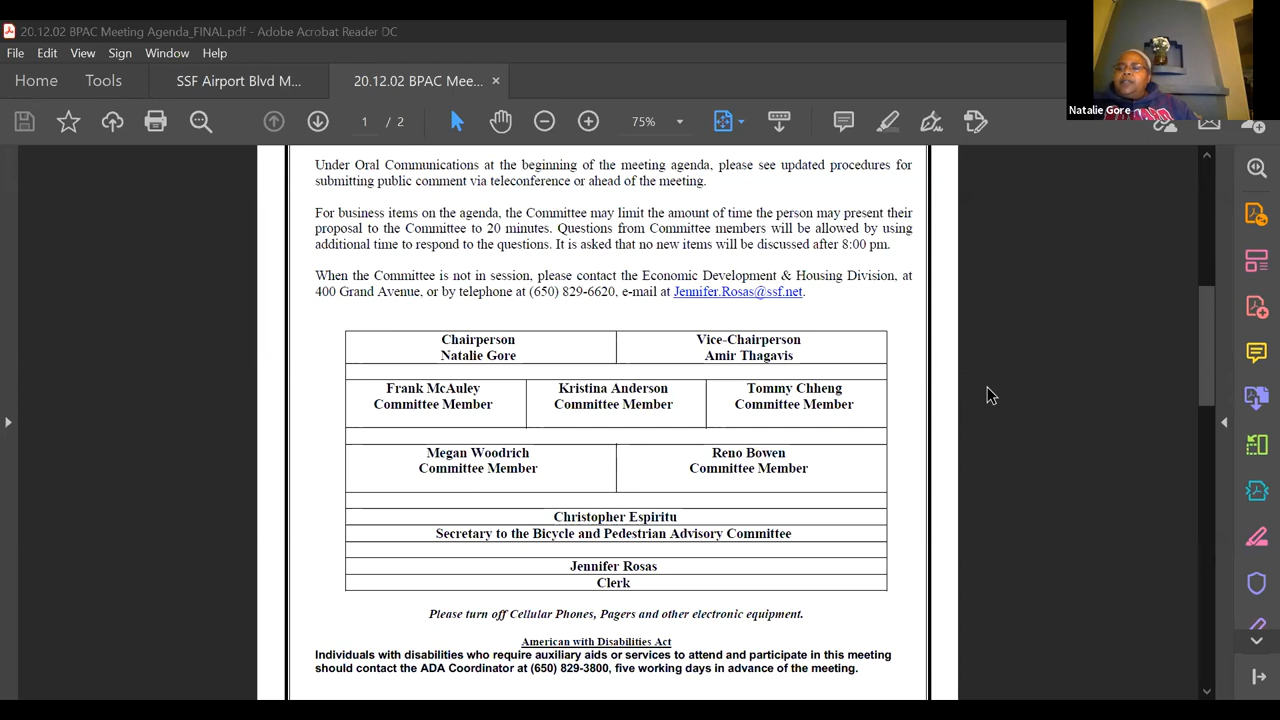 20.12.02 BPAC Meeting Agenda_FINAL.pdf - Adobe Acrobat Reader DC
File Edit View Sign Window Help
Home Tools SSF Airport Blvd M... 20.12.02 BPAC Mee... ×
1 / 2 75%
Natalie Gore
Under Oral Communications at the beginning of the meeting agenda, please see updated procedures for
submitting public comment via teleconference or ahead of the meeting.
For business items on the agenda, the Committee may limit the amount of time the person may present their
proposal to the Committee to 20 minutes. Questions from Committee members will be allowed by using
additional time to respond to the questions. It is asked that no new items will be discussed after 8:00 pm.
When the Committee is not in session, please contact the Economic Development & Housing Division, at
400 Grand Avenue, or by telephone at (650) 829-6620, e-mail at Jennifer.Rosas@ssf.net.
Chairperson Vice-Chairperson
Natalie Gore Amir Thagavis
Frank McAuley Kristina Anderson Tommy Chheng
Committee Member Committee Member Committee Member
Megan Woodrich Reno Bowen
Committee Member Committee Member
Christopher Espiritu
Secretary to the Bicycle and Pedestrian Advisory Committee
Jennifer Rosas
Clerk
Please turn off Cellular Phones, Pagers and other electronic equipment.
American with Disabilities Act
Individuals with disabilities who require auxiliary aids or services to attend and participate in this meeting
should contact the ADA Coordinator at (650) 829-3800, five working days in advance of the meeting.